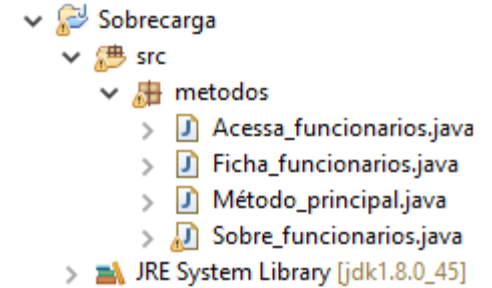 Sobrecarga
src
metodos
Acessa_funcionarios.java
Ficha_funcionarios.java
Método_principal.java
Sobre_funcionarios.java
JRE System Library [jdk1.8.0_45]